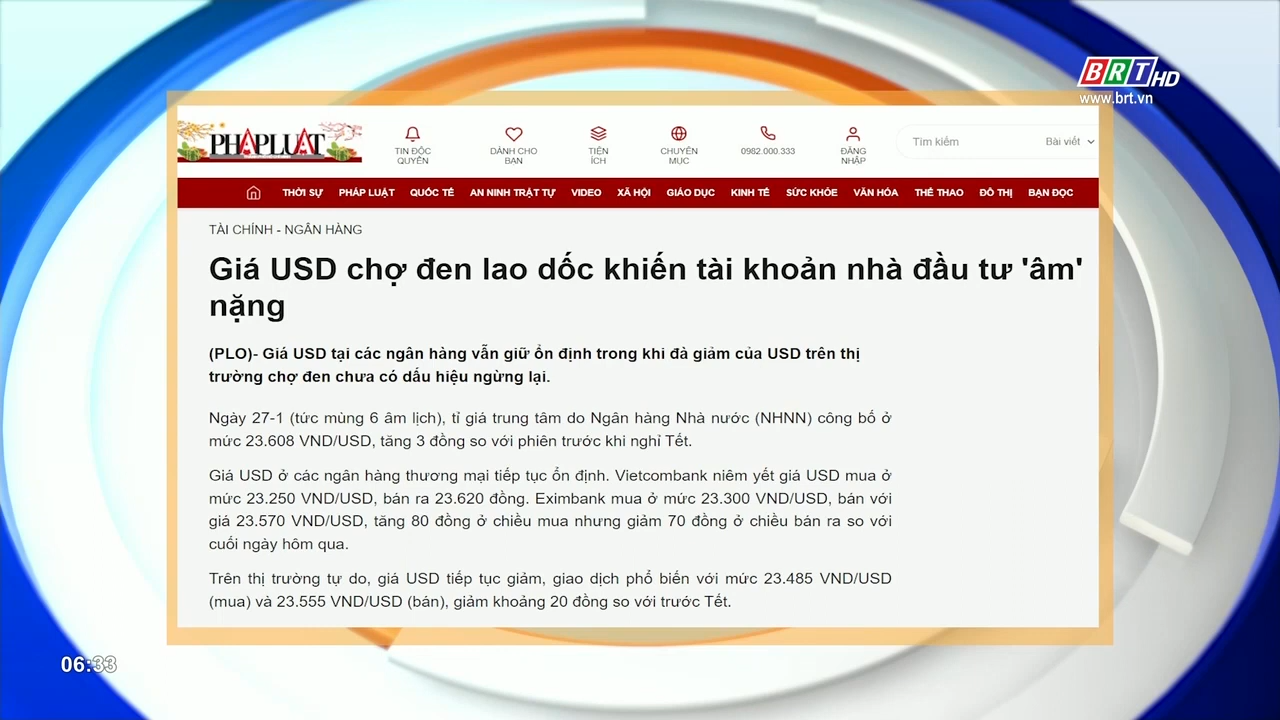 BRT HD
www.brt.vn
PHÁP LUẬT
TIN ĐỘC QUYỀN
DÀNH CHO BẠN
TIỆN ÍCH
CHUYÊN MỤC
0982.000.333
ĐĂNG NHẬP
Tìm kiếm
Bài viết
THỜI SỰ PHÁP LUẬT QUỐC TẾ AN NINH TRẬT TỰ VIDEO XÃ HỘI GIÁO DỤC KINH TẾ SỨC KHỎE VĂN HÓA THỂ THAO ĐÔ THỊ BẠN ĐỌC
TÀI CHÍNH - NGÂN HÀNG
Giá USD chợ đen lao dốc khiến tài khoản nhà đầu tư 'âm'
nặng
(PLO)- Giá USD tại các ngân hàng vẫn giữ ổn định trong khi đà giảm của USD trên thị
trường chợ đen chưa có dấu hiệu ngừng lại.
Ngày 27-1 (tức mùng 6 âm lịch), tỉ giá trung tâm do Ngân hàng Nhà nước (NHNN) công bố ở
mức 23.608 VND/USD, tăng 3 đồng so với phiên trước khi nghỉ Tết.
Giá USD ở các ngân hàng thương mại tiếp tục ổn định. Vietcombank niêm yết giá USD mua ở
mức 23.250 VND/USD, bán ra 23.620 đồng. Eximbank mua ở mức 23.300 VND/USD, bán với
giá 23.570 VND/USD, tăng 80 đồng ở chiều mua nhưng giảm 70 đồng ở chiều bán ra so với
cuối ngày hôm qua.
Trên thị trường tự do, giá USD tiếp tục giảm, giao dịch phổ biến với mức 23.485 VND/USD
(mua) và 23.555 VND/USD (bán), giảm khoảng 20 đồng so với trước Tết.
06:33